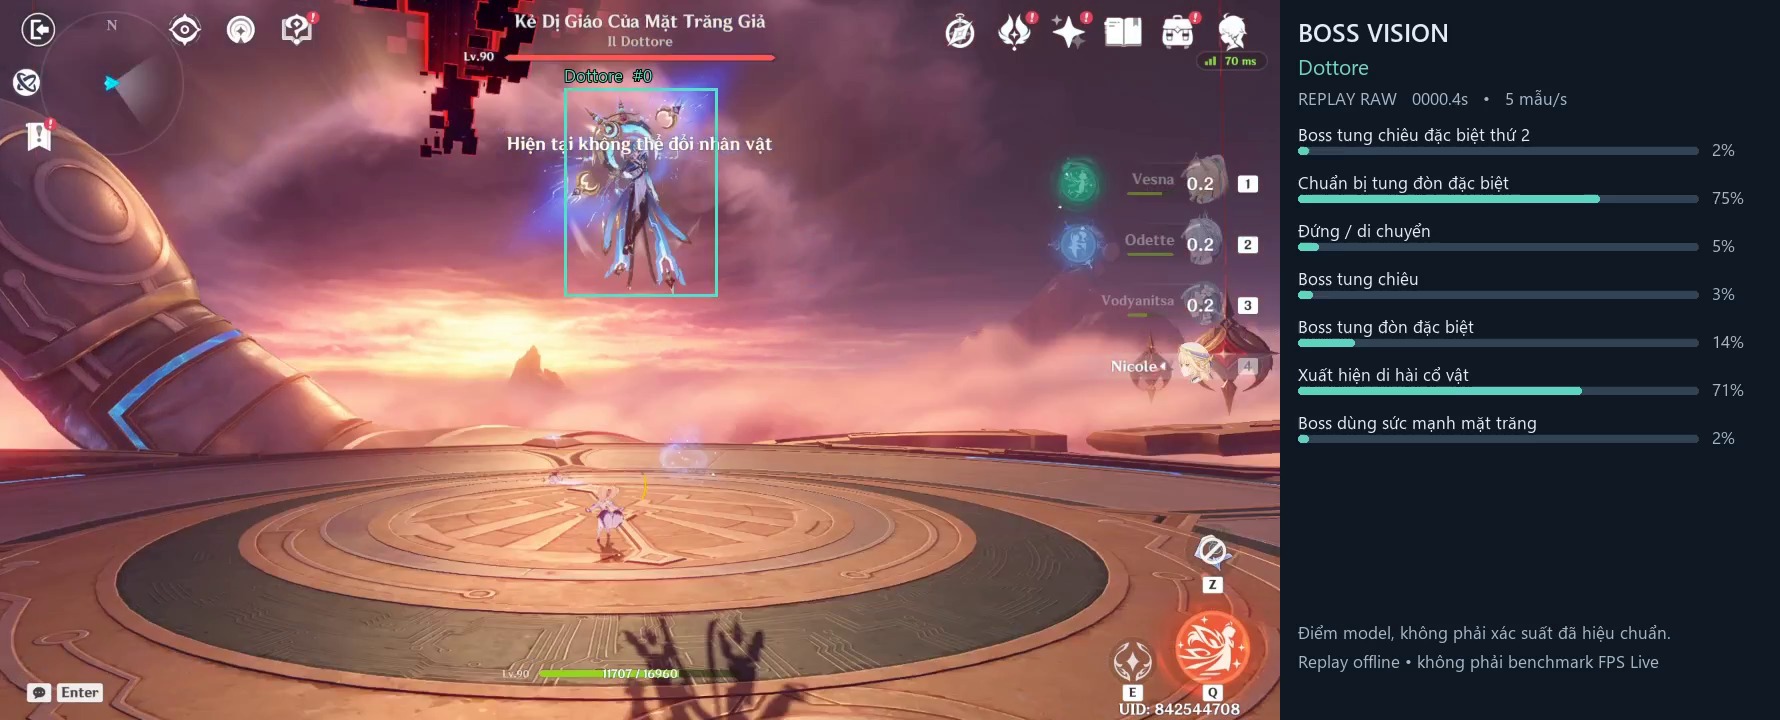 N
Kẻ Dị Giáo Của Mặt Trăng Giả
Il Dottore
Lv.90
70 ms
Dottore #0
Hiện tại không thể đổi nhân vật
Vesna 0.2 1
Odette 0.2 2
Vodyanitsa 0.2 3
Nicole 4
Z
E
Q
Lv.90 11707 / 16960
Enter
UID: 842544708
BOSS VISION
Dottore
REPLAY RAW 0000.4s • 5 mẫu/s
Boss tung chiêu đặc biệt thứ 2
2%
Chuẩn bị tung đòn đặc biệt
75%
Đứng / di chuyển
5%
Boss tung chiêu
3%
Boss tung đòn đặc biệt
14%
Xuất hiện di hài cổ vật
71%
Boss dùng sức mạnh mặt trăng
2%
Điểm model, không phải xác suất đã hiệu chuẩn.
Replay offline • không phải benchmark FPS Live